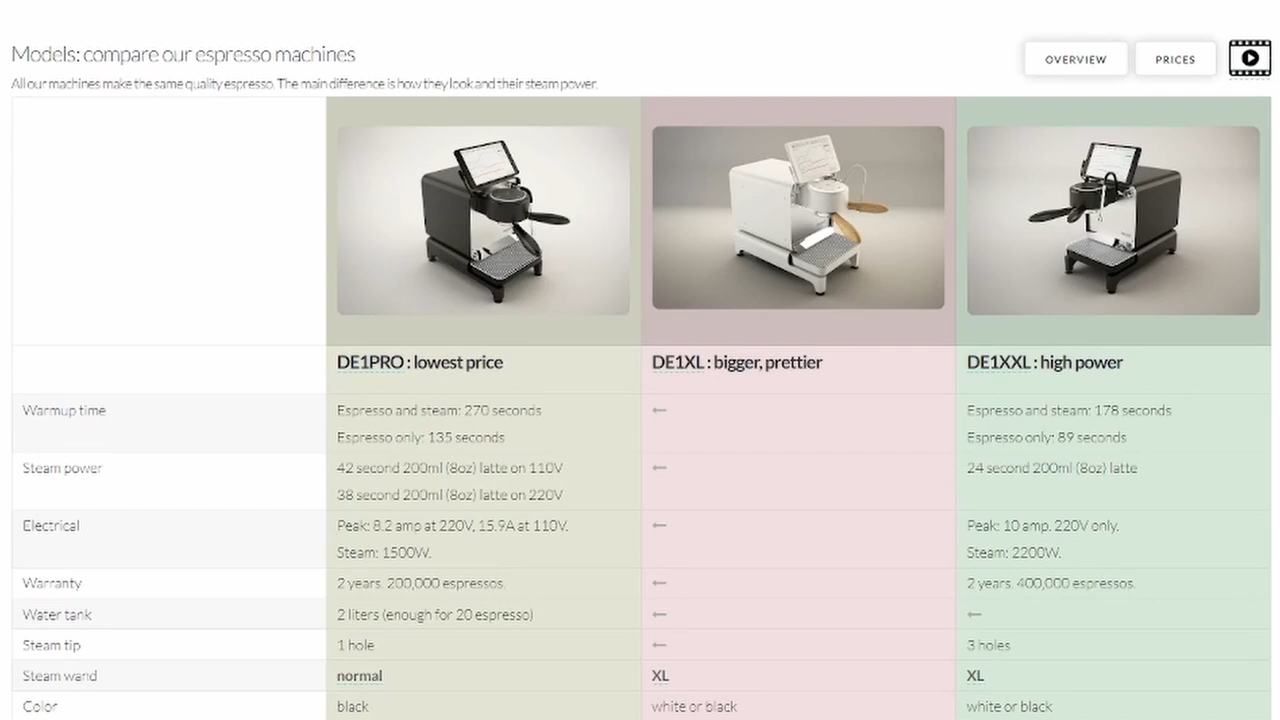 Models: compare our espresso machines
OVERVIEW
PRICES
All our machines make the same quality espresso. The main difference is how they look and their steam power.
DE1PRO : lowest price
DE1XL : bigger, prettier
DE1XXL : high power
Warmup time
Espresso and steam: 270 seconds
Espresso only: 135 seconds
←
Espresso and steam: 178 seconds
Espresso only: 89 seconds
Steam power
42 second 200ml (8oz) latte on 110V
38 second 200ml (8oz) latte on 220V
←
24 second 200ml (8oz) latte
Electrical
Peak: 8.2 amp at 220V, 15.9A at 110V.
Steam: 1500W.
←
Peak: 10 amp. 220V only.
Steam: 2200W.
Warranty
2 years. 200,000 espressos.
←
2 years. 400,000 espressos.
Water tank
2 liters (enough for 20 espresso)
←
←
Steam tip
1 hole
←
3 holes
Steam wand
normal
XL
XL
Color
black
white or black
white or black